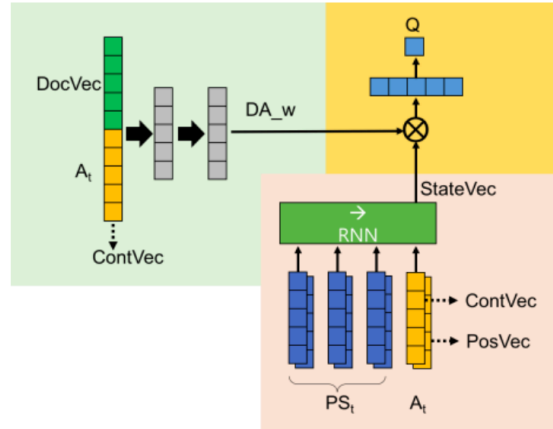 Q
DocVec
DA_w
A_t
StateVec
ContVec
→
RNN
ContVec
PosVec
PS_t
A_t